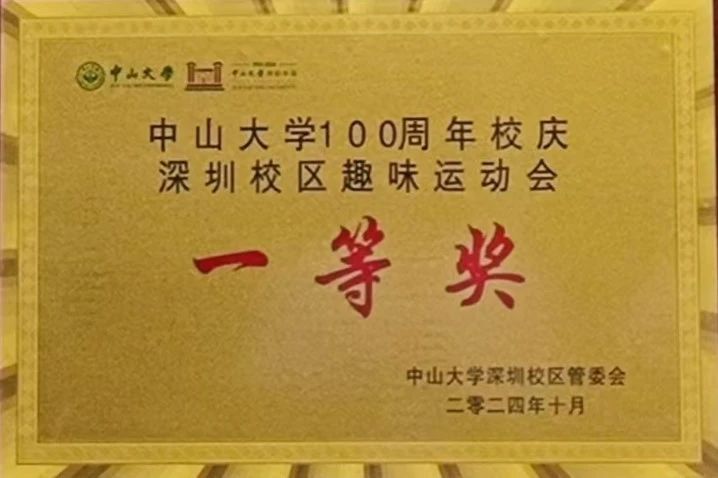 中山大学
中山大学100周年校庆
深圳校区趣味运动会
一等奖
中山大学深圳校区管委会
二零二四年十月